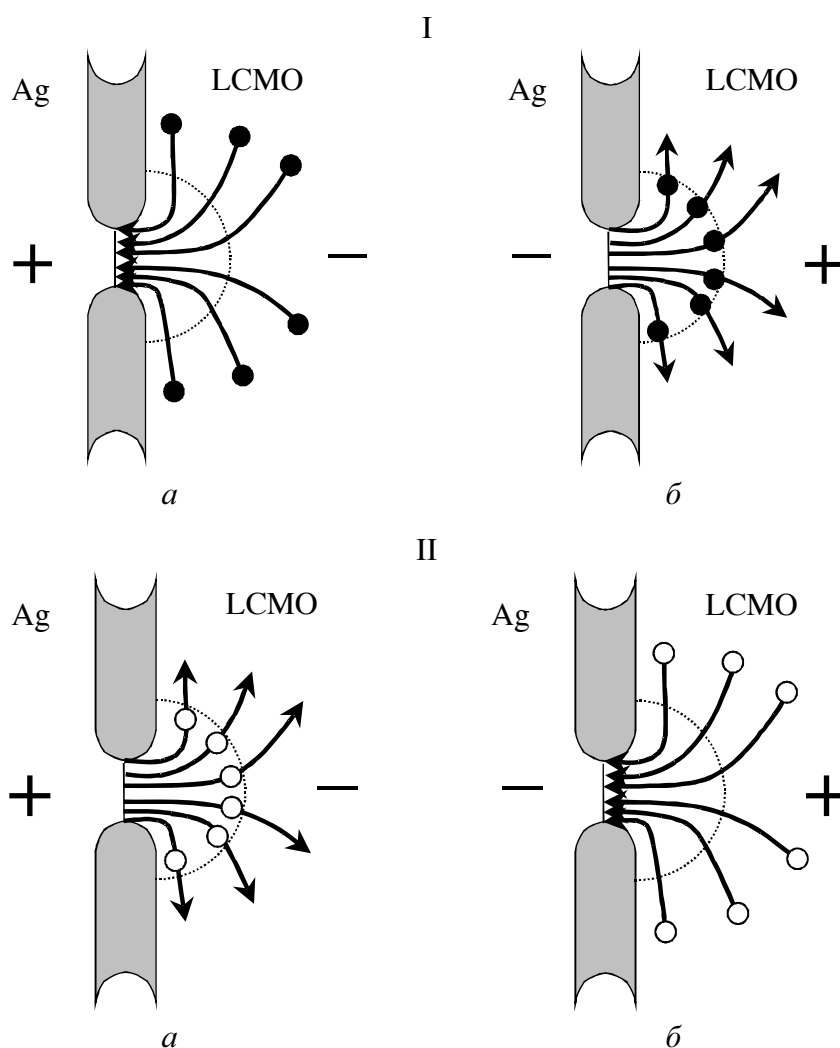 I
Ag LCMO Ag LCMO
+ − − +
а б
II
Ag LCMO Ag LCMO
+ − − +
а б